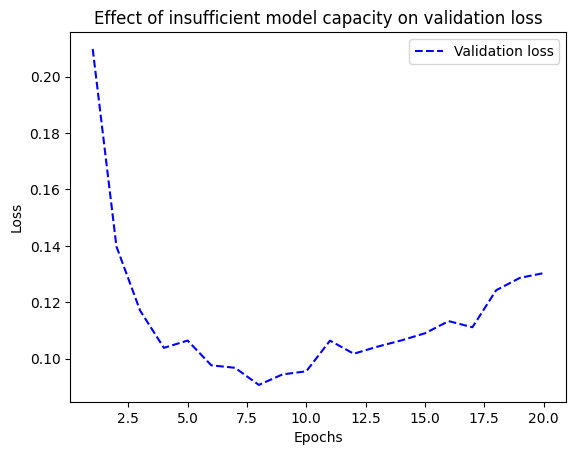 Effect of insufficient model capacity on validation loss
Validation loss
Loss
0.20
0.18
0.16
0.14
0.12
0.10
2.5 5.0 7.5 10.0 12.5 15.0 17.5 20.0
Epochs